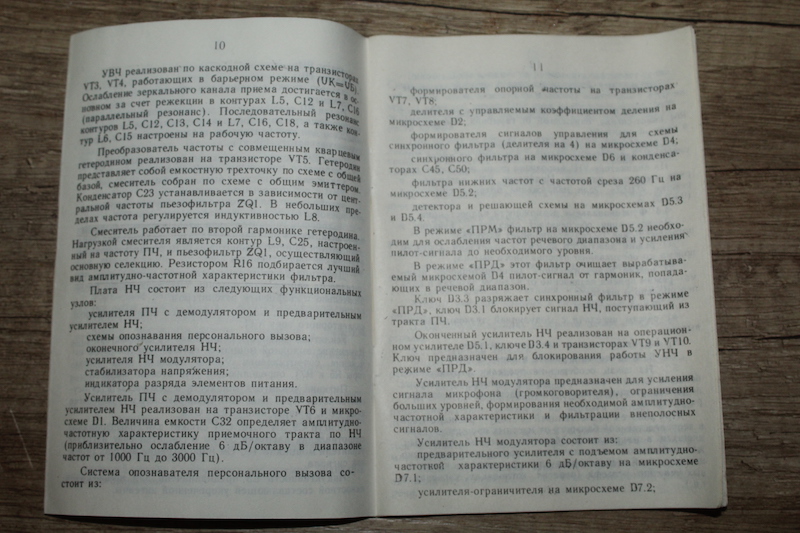 10
УВЧ реализован по каскодной схеме на транзисторах
VT3, VT4, работающих в барьерном режиме (UK=UБ).
Ослабление зеркального канала приема достигается в ос-
новном за счет режекции в контурах L5, C12 и L7, C16
(параллельный резонанс). Последовательный резонанс
контуров L5, C12, C13, C14 и L7, C16, C18, а также кон-
тур L6, C15 настроены на рабочую частоту.
Преобразователь частоты с совмещенным кварцевым
гетеродином реализован на транзисторе VT5. Гетеродин
представляет собой емкостную трехточку по схеме с общей
базой, смеситель собран по схеме с общим эмиттером.
Конденсатор C23 устанавливается в зависимости от цент-
ральной частоты пьезофильтра ZQ1. В небольших пре-
делах частота регулируется индуктивностью L8.
Смеситель работает по второй гармонике гетеродина.
Нагрузкой смесителя является контур L9, C25, настроен-
ный на частоту ПЧ, и пьезофильтр ZQ1, осуществляющий
основную селекцию. Резистором R16 подбирается лучший
вид амплитудно-частотной характеристики фильтра.
Плата НЧ состоит из следующих функциональных
узлов:
усилителя ПЧ с демодулятором и предварительным
усилителем НЧ;
схемы опознавания персонального вызова;
оконечного усилителя НЧ;
усилителя НЧ модулятора;
стабилизатора напряжения;
индикатора разряда элементов питания.
Усилитель ПЧ с демодулятором и предварительным
усилителем НЧ реализован на транзисторе VT6 и микро-
схеме D1. Величина емкости C32 определяет амплитудно-
частотную характеристику приемочного тракта по НЧ
(приблизительно ослабление 6 дБ/октаву в диапазоне
частот от 1000 Гц до 3000 Гц).
Система опознавателя персонального вызова со-
стоит из:
11
формирователя опорной частоты на транзисторах
VT7, VT8;
делителя с управляемым коэффициентом деления на
микросхеме D2;
формирователя сигналов управления для схемы
синхронного фильтра (делителя на 4) на микросхеме D4;
синхронного фильтра на микросхеме D6 и конденса-
торах C45, C50;
фильтра нижних частот с частотой среза 260 Гц на
микросхеме D5.2;
детектора и решающей схемы на микросхемах D5.3
и D5.4.
В режиме «ПРМ» фильтр на микросхеме D5.2 необхо-
дим для ослабления частот речевого диапазона и усиления
пилот-сигнала до необходимого уровня.
В режиме «ПРД» этот фильтр очищает вырабатыва-
емый микросхемой D4 пилот-сигнал от гармоник, попада-
ющих в речевой диапазон.
Ключ D3.3 разряжает синхронный фильтр в режиме
«ПРД», ключ D3.1 блокирует сигнал НЧ, поступающий из
тракта ПЧ.
Оконченный усилитель НЧ реализован на операцион-
ном усилителе D5.1, ключе D3.4 и транзисторах VT9 и VT10.
Ключ предназначен для блокирования работы УНЧ в
режиме «ПРД».
Усилитель НЧ модулятора предназначен для усиления
сигнала микрофона (громкоговорителя), ограничения
больших уровней, формирования необходимой амплитудно-
частотной характеристики и фильтрации внеполосных
сигналов.
Усилитель НЧ модулятора состоит из:
предварительного усилителя с подъемом амплитудно-
частотной характеристики 6 дБ/октаву на микросхеме
D7.1;
усилителя-ограничителя на микросхеме D7.2;